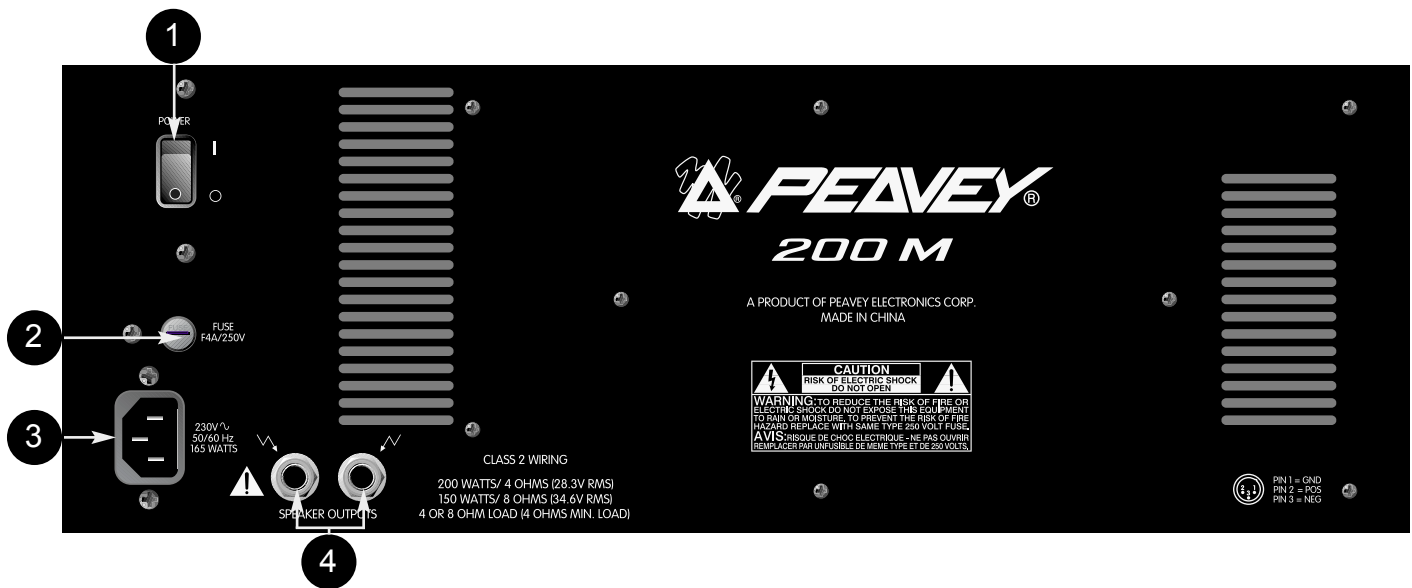 1
POWER
PEAVEY®
®
200 M
A PRODUCT OF PEAVEY ELECTRONICS CORP.
MADE IN CHINA
2
FUSE
FUSE
F4A/250V
CAUTION
RISK OF ELECTRIC SHOCK
DO NOT OPEN
WARNING: TO REDUCE THE RISK OF FIRE OR
ELECTRIC SHOCK DO NOT EXPOSE THIS EQUIPMENT
TO RAIN OR MOISTURE, TO PREVENT THE RISK OF FIRE
HAZARD REPLACE WITH SAME TYPE 250 VOLT FUSE.
AVIS: RISQUE DE CHOC ELECTRIQUE - NE PAS OUVRIR
REMPLACER PAR UNFUSIBLE DE MEME TYPE ET DE 250 VOLTS,
3
230V
50/60 Hz
165 WATTS
CLASS 2 WIRING
200 WATTS/ 4 OHMS (28.3V RMS)
150 WATTS/ 8 OHMS (34.6V RMS)
4 OR 8 OHM LOAD (4 OHMS MIN. LOAD)
SPEAKER OUTPUTS
4
2 1
3
PIN 1 = GND
PIN 2 = POS
PIN 3 = NEG